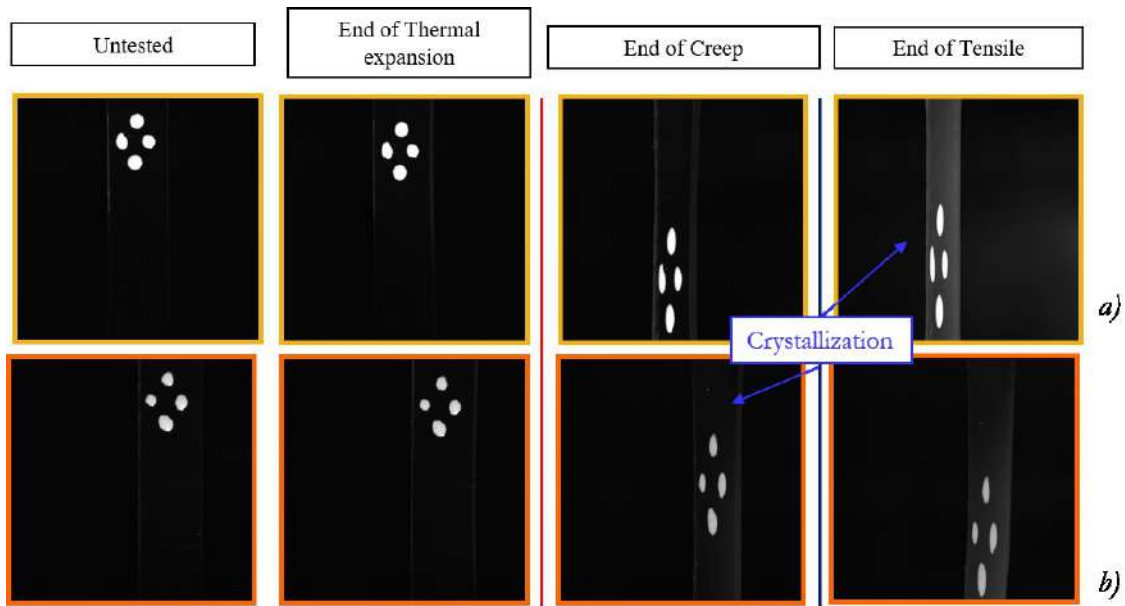 Untested
End of Thermal
expansion
End of Creep
End of Tensile
a)
Crystallization
b)